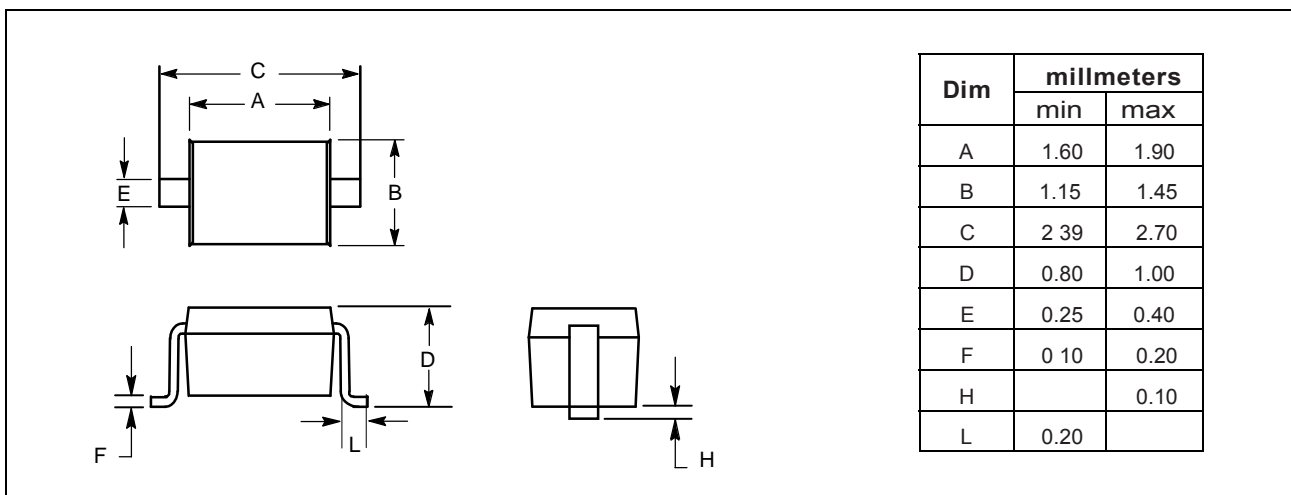 C
A
E
B
D
F
L
H
Dim millmeters
min max
A 1.60 1.90
B 1.15 1.45
C 2 39 2.70
D 0.80 1.00
E 0.25 0.40
F 0 10 0.20
H 0.10
L 0.20